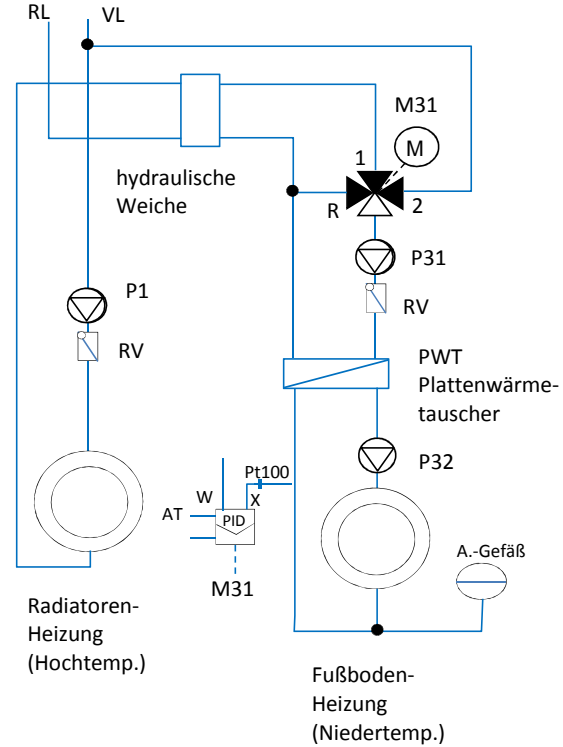 RL
VL
M31
M
1
hydraulische
Weiche
R
2
P31
P1
RV
RV
PWT
Plattenwärme-
tauscher
P32
Pt100
W
X
AT
PID
A.-Gefäß
M31
Radiatoren-
Heizung
(Hochtemp.)
Fußboden-
Heizung
(Niedertemp.)